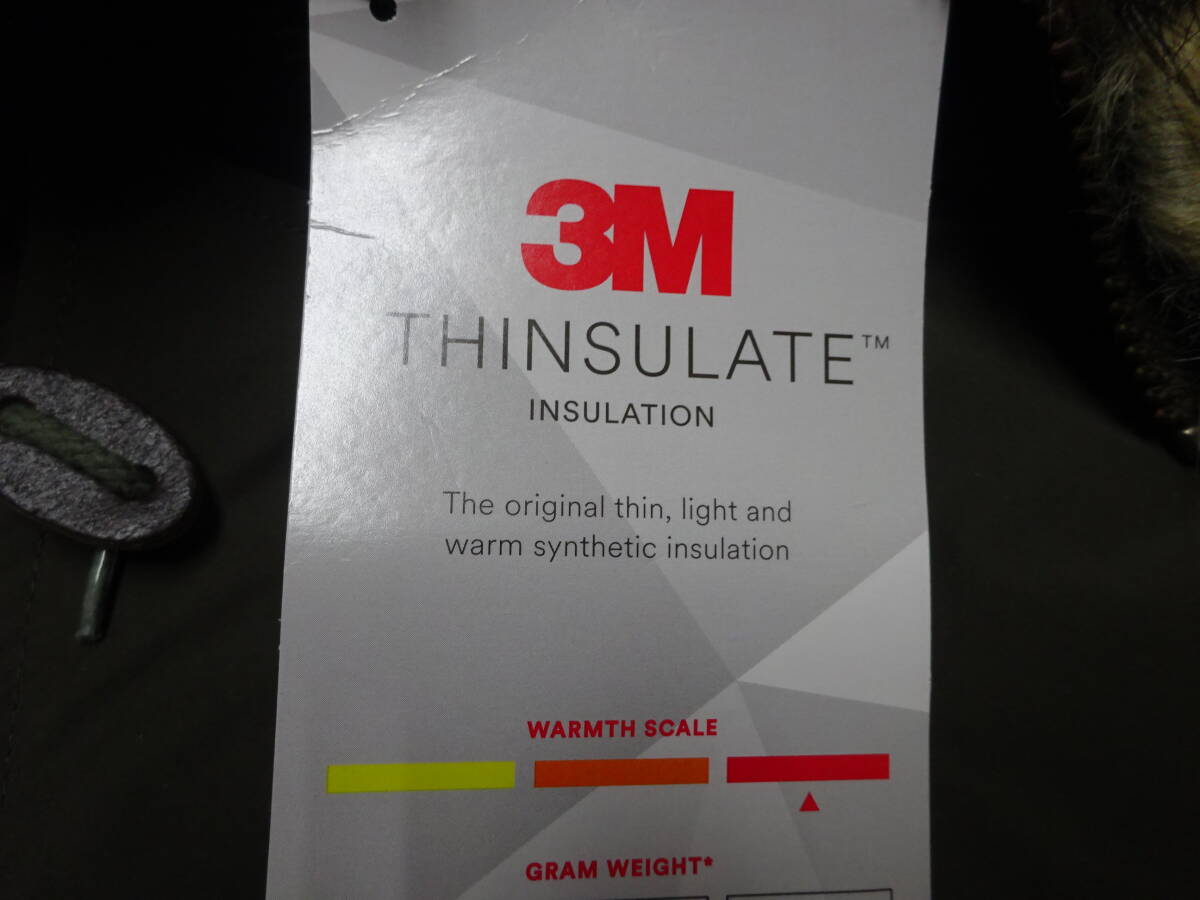 3M
THINSULATE™
INSULATION
The original thin, light and
warm synthetic insulation
WARMTH SCALE
GRAM WEIGHT*